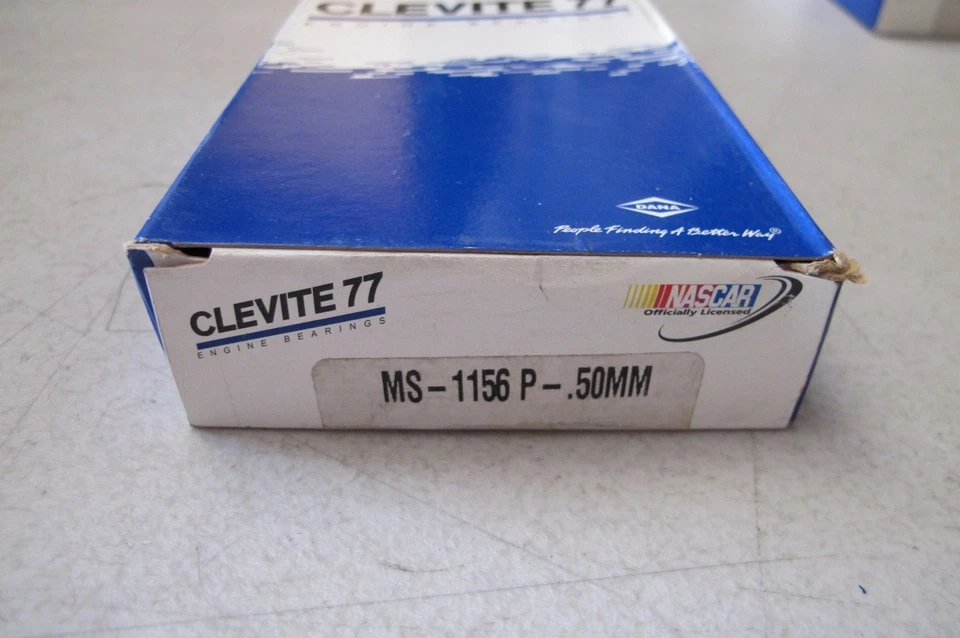 CLEVITE 77
DANA
People Finding A Better Way®
CLEVITE 77
ENGINE BEARINGS
NASCAR
Officially Licensed
MS-1156 P-.50MM